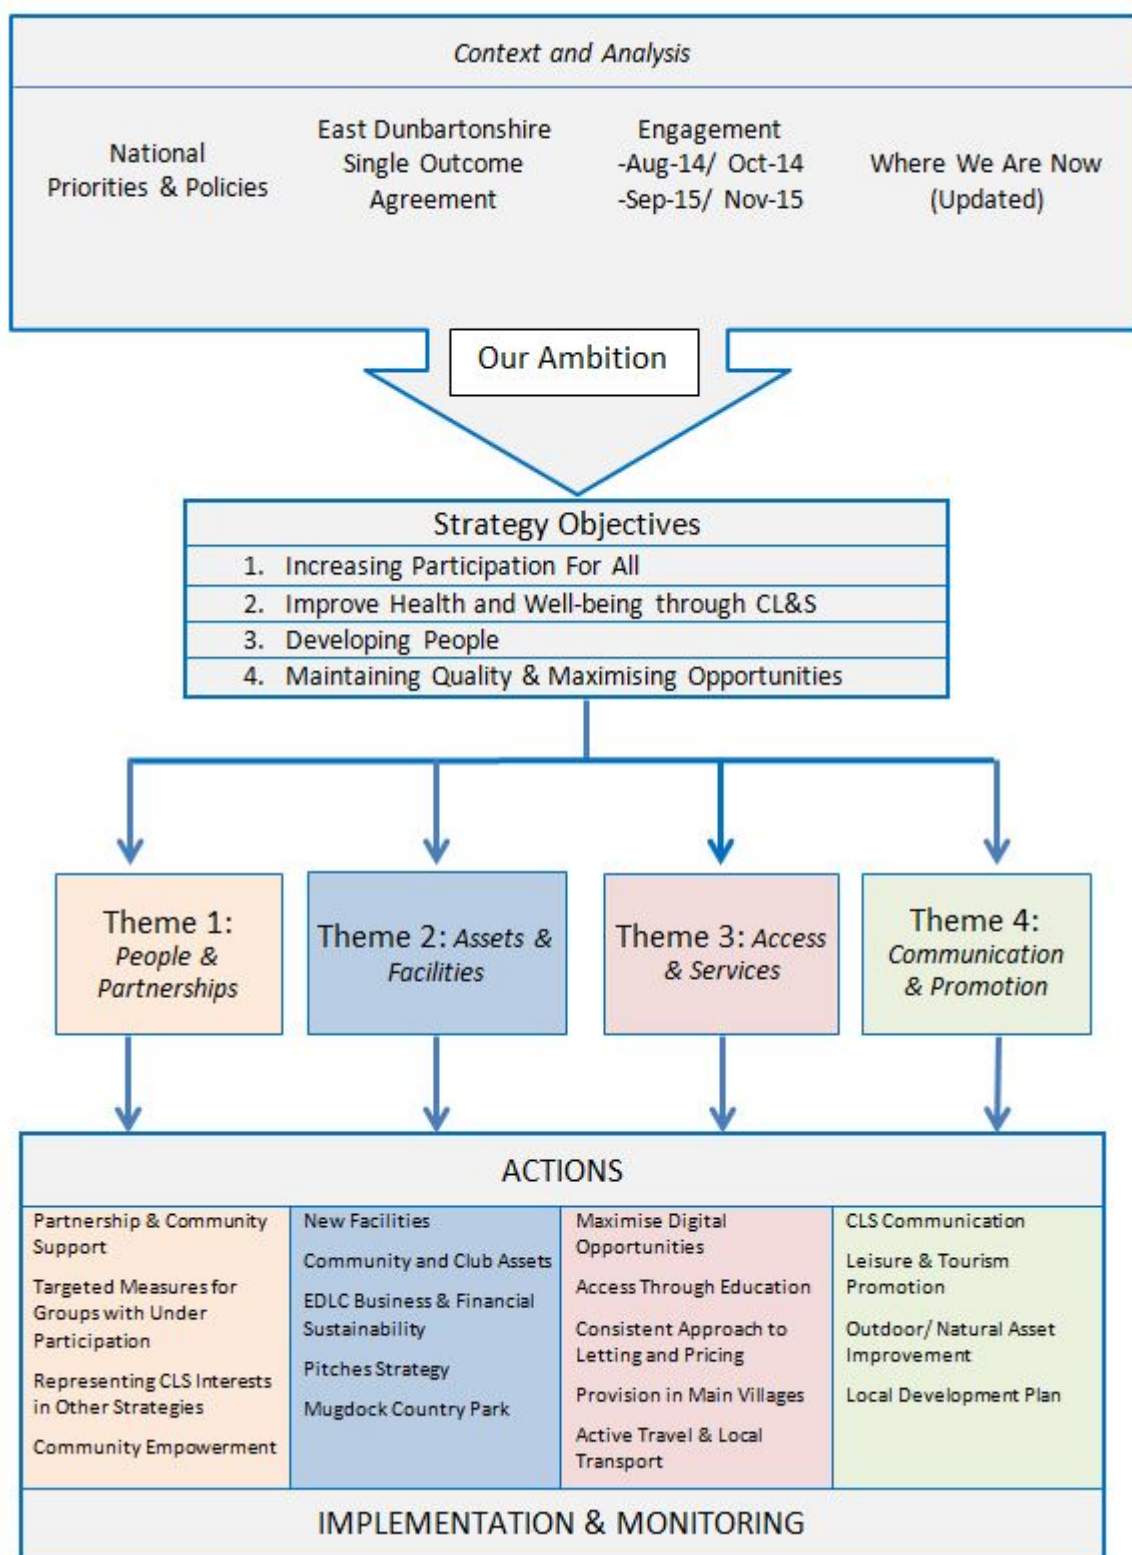 Context and Analysis
National
Priorities & Policies
East Dunbartonshire
Single Outcome
Agreement
Engagement
-Aug-14/ Oct-14
-Sep-15/ Nov-15
Where We Are Now
(Updated)
Our Ambition
Strategy Objectives
1. Increasing Participation For All
2. Improve Health and Well-being through CL&S
3. Developing People
4. Maintaining Quality & Maximising Opportunities
Theme 1:
People &
Partnerships
Theme 2: Assets &
Facilities
Theme 3: Access
& Services
Theme 4:
Communication
& Promotion
ACTIONS
Partnership & Community
Support
Targeted Measures for
Groups with Under
Participation
Representing CLS Interests
in Other Strategies
Community Empowerment
New Facilities
Community and Club Assets
EDLC Business & Financial
Sustainability
Pitches Strategy
Mugdock Country Park
Maximise Digital
Opportunities
Access Through Education
Consistent Approach to
Letting and Pricing
Provision in Main Villages
Active Travel & Local
Transport
CLS Communication
Leisure & Tourism
Promotion
Outdoor/ Natural Asset
Improvement
Local Development Plan
IMPLEMENTATION & MONITORING